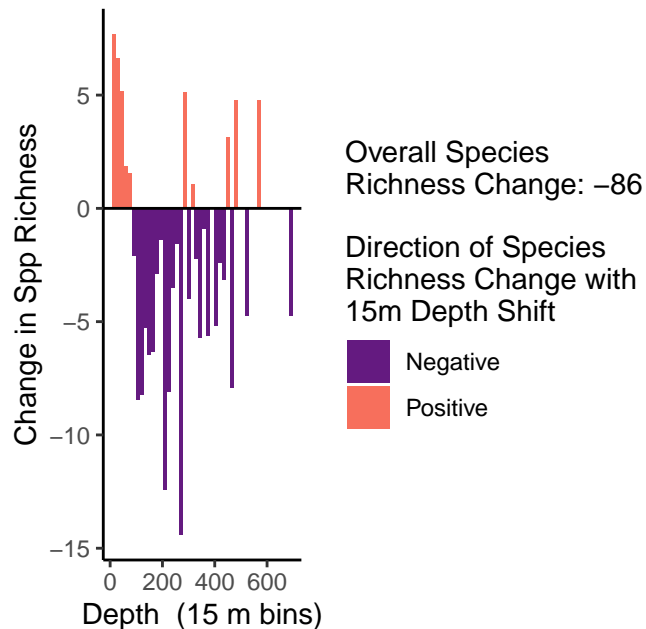 Change in Spp Richness
5
0
−5
−10
−15
0 200 400 600
Depth (15 m bins)
Overall Species
Richness Change: −86
Direction of Species
Richness Change with
15m Depth Shift
Negative
Positive